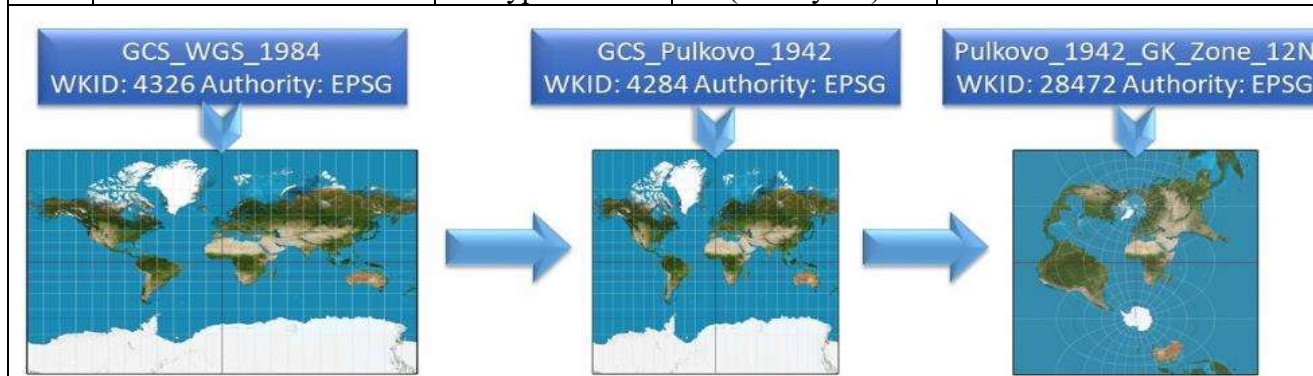 GCS_WGS_1984
WKID: 4326 Authority: EPSG
GCS_Pulkovo_1942
WKID: 4284 Authority: EPSG
Pulkovo_1942_GK_Zone_12N
WKID: 28472 Authority: EPSG